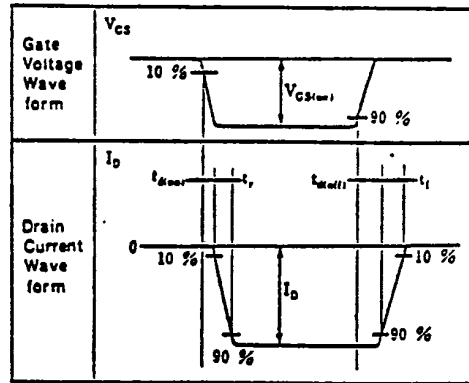 Gate
Voltage
Wave
form
V_GS
10 %
V_GS(on)
90 %
Drain
Current
Wave
form
I_D
t_d(on) t_r t_d(off) t_f
0
10 % 10 %
I_D
90 %
90 %